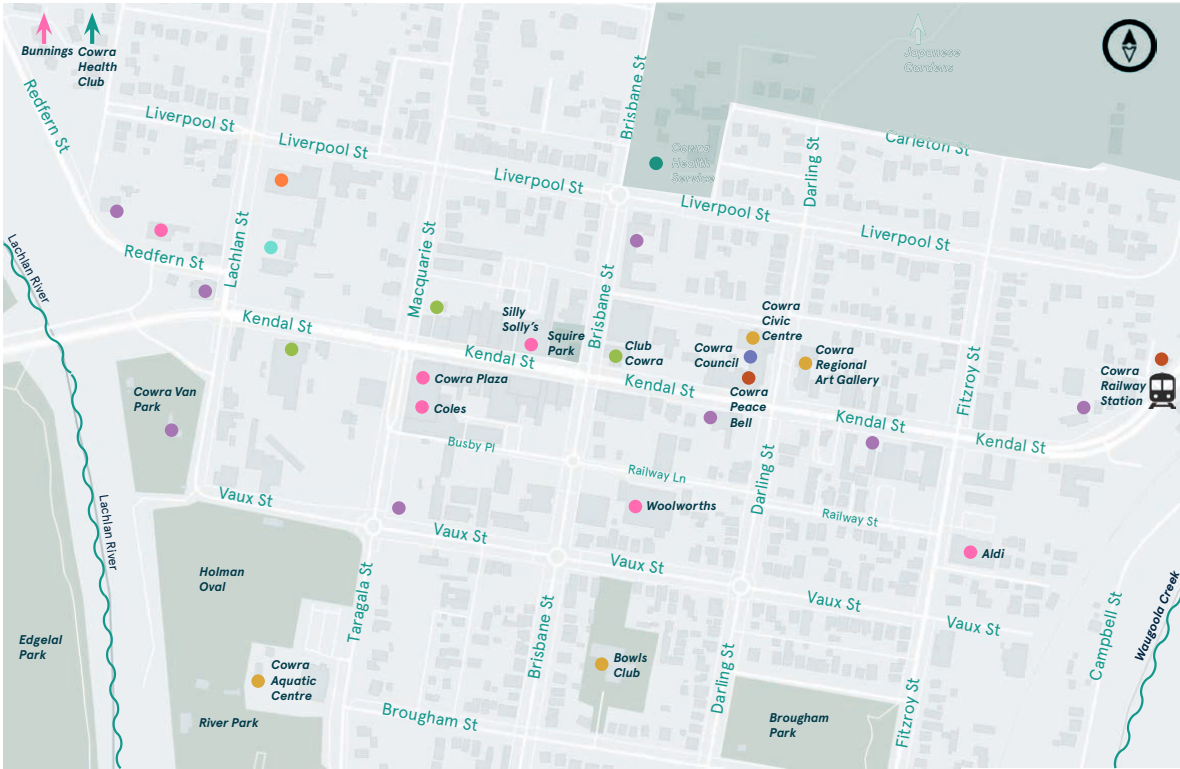 Bunnings
Cowra
Health
Club
Japanese
Gardens
Redfern St
Liverpool St
Liverpool St
Liverpool St
Brisbane St
Cowra
Health
Service
Darling St
Carleton St
Liverpool St
Liverpool St
Lachlan River
Redfern St
Lachlan St
Macquarie St
Brisbane St
Kendal St
Silly
Solly's
Squire
Park
Kendal St
Club
Cowra
Cowra
Civic
Centre
Cowra
Council
Cowra
Regional
Art Gallery
Cowra
Peace
Bell
Kendal St
Fitzroy St
Cowra
Railway
Station
Cowra Plaza
Coles
Cowra Van
Park
Kendal St
Kendal St
Busby Pl
Railway Ln
Darling St
Woolworths
Railway St
Vaux St
Lachlan River
Vaux St
Vaux St
Aldi
Vaux St
Vaux St
Holman
Oval
Taragala St
Brisbane St
Darling St
Campbell St
Waugoola Creek
Edgelal
Park
Cowra
Aquatic
Centre
Bowls
Club
River Park
Brougham St
Brougham
Park
Fitzroy St